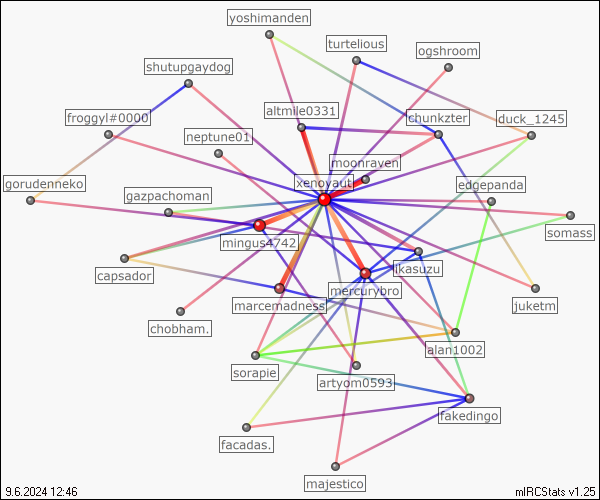 yoshimanden
turtelious
ogshroom
shutupgaydog
altmile0331
froggyl#0000
chunkzter
duck_1245
neptune01
moonraven
xenoyaut
gorudenneko
edgepanda
gazpachoman
somass
mingus4742
ikasuzu
capsador
mercurybro
marcemadness
juketm
chobham.
alan1002
sorapie
artyom0593
fakedingo
facadas.
majestico
9.6.2024 12:46
mIRCStats v1.25